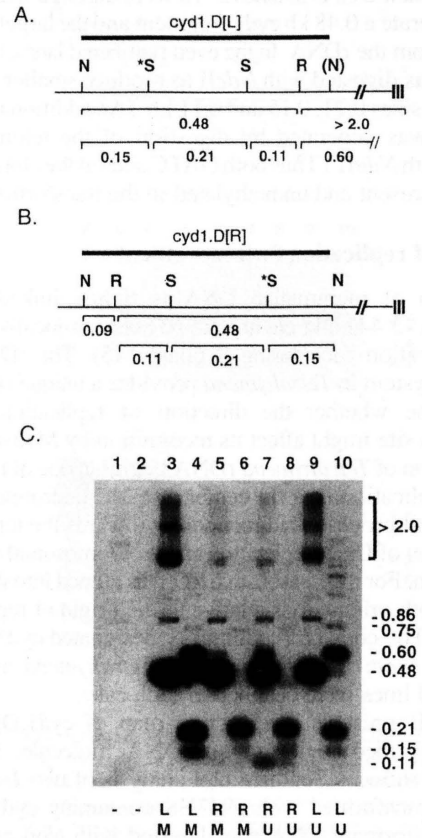 A.
cyd1.D[L]
N *S S R (N)
0.48 > 2.0
0.15 0.21 0.11 0.60
B.
cyd1.D[R]
N R S *S N
0.09 0.48
0.11 0.21 0.15
C.
1 2 3 4 5 6 7 8 9 10
> 2.0
- 0.86
- 0.75
- 0.60
- 0.48
- 0.21
- 0.15
- 0.11
- - L L R R R R L L
M M M M U U U U